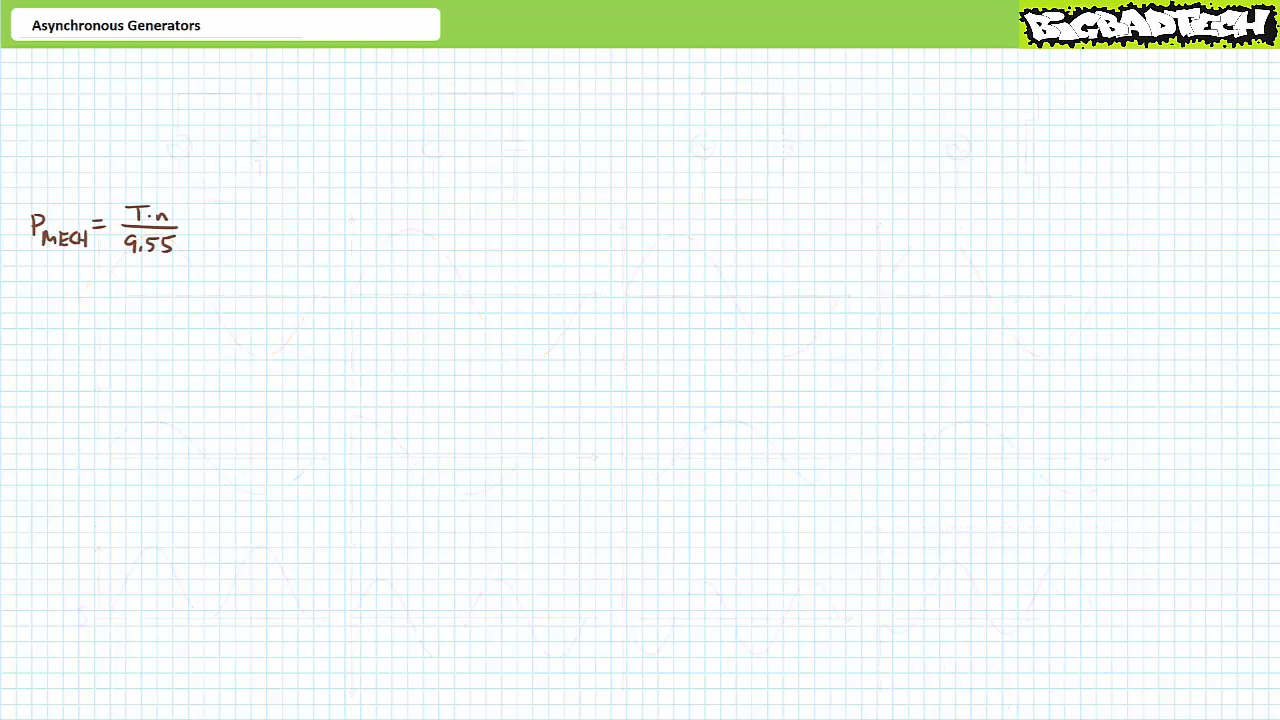 Asynchronous Generators
BIGBADTECH
P_MECH = T·n / 9.55